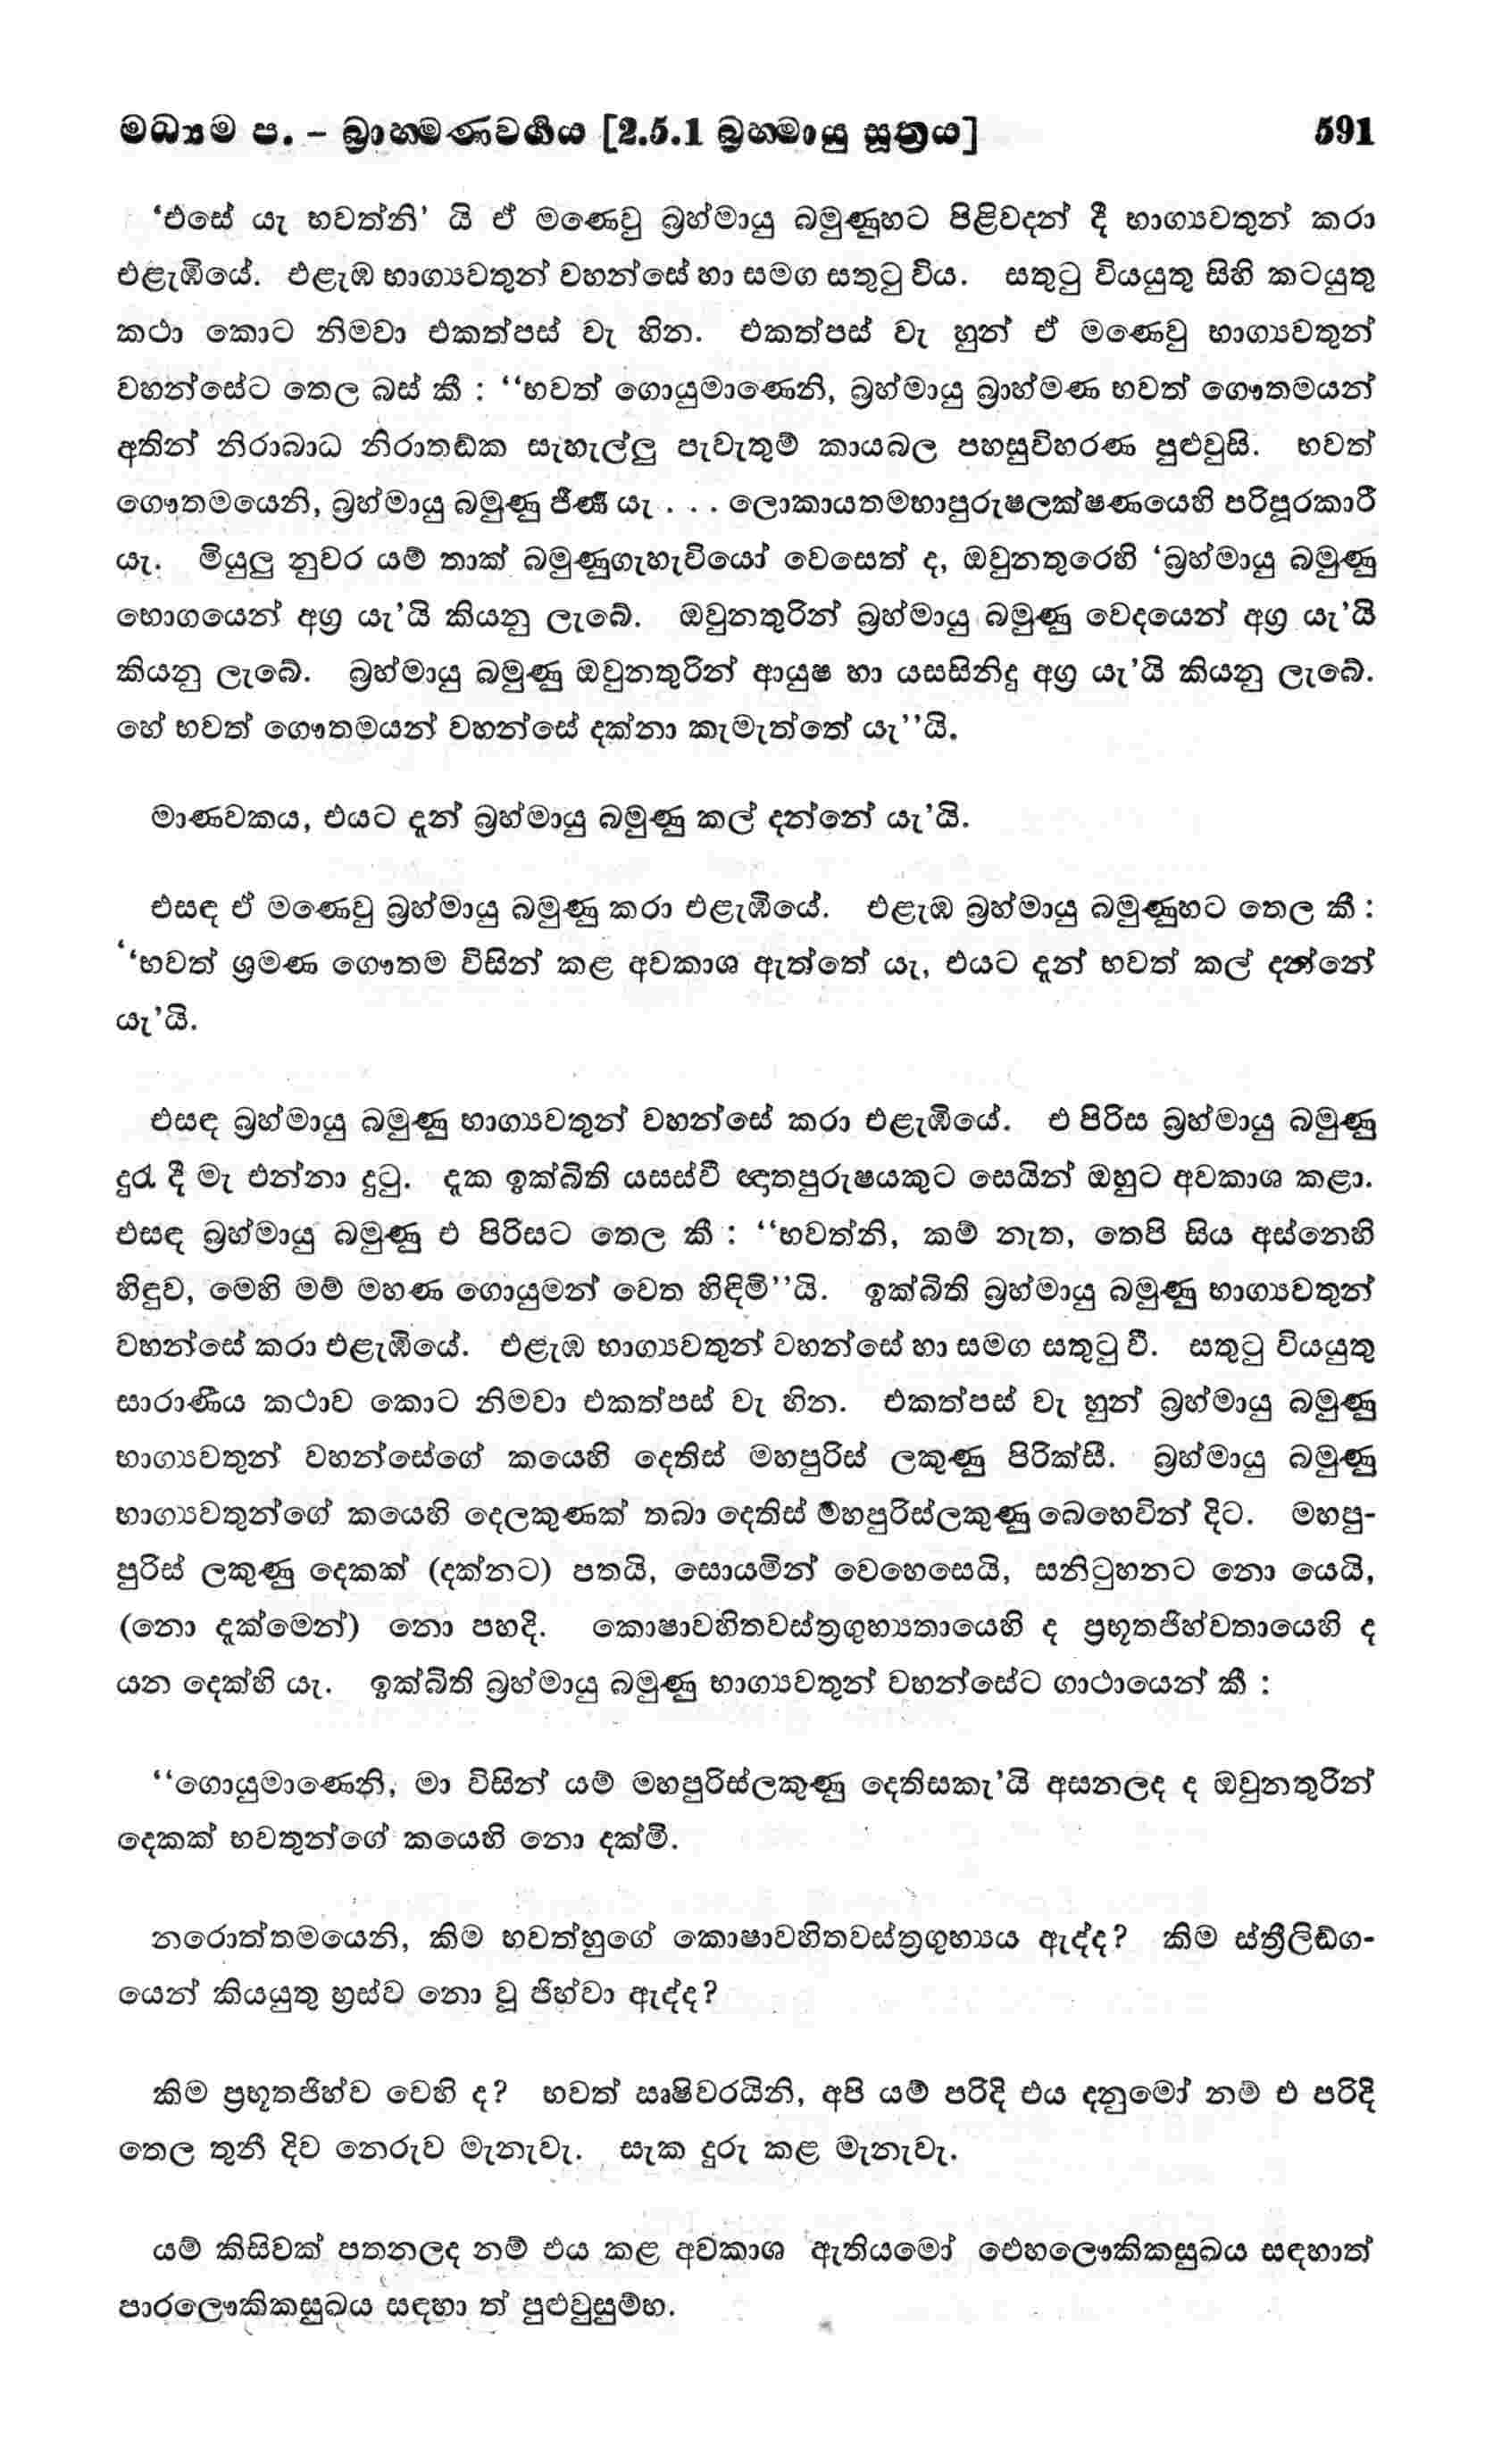 මධ්‍යම ප. – බ්‍රාහ්මණවර්ගය [2.5.1 බ්‍රහ්මායු සූත්‍රය] 591
‘එසේ යැ භවත්නි’ යි ඒ මණෙවු බ්‍රහ්මායු බමුණුහට පිළිවදන් දී භාග්‍යවතුන් කරා
එළැඹියේ. එළැඹ භාග්‍යවතුන් වහන්සේ හා සමග සතුටු විය. සතුටු වියයුතු සිහි කටයුතු
කථා කොට නිමවා එකත්පස් වැ හින. එකත්පස් වැ හුන් ඒ මණෙවු භාග්‍යවතුන්
වහන්සේට තෙල බස් කී : ‘‘භවත් ගොයුමාණෙනි, බ්‍රහ්මායු බ්‍රාහ්මණ භවත් ගෞතමයන්
අතින් නිරාබාධ නිරාතඞ්ක සැහැල්ලු පැවැතුම් කායබල පහසුවිහරණ පුළුවුසි. භවත්
ගෞතමයෙනි, බ්‍රහ්මායු බමුණු ජීර්ණ යැ . . . ලොකායතමහාපුරුෂලක්ෂණයෙහි පරිපූරකාරී
යැ. මියුලු නුවර යම් තාක් බමුණුගැහැවියෝ වෙසෙත් ද, ඔවුනතුරෙහි ‘බ්‍රහ්මායු බමුණු
භොගයෙන් අග්‍ර යැ’යි කියනු ලැබේ. ඔවුනතුරින් බ්‍රහ්මායු බමුණු වෙදයෙන් අග්‍ර යැ’යි
කියනු ලැබේ. බ්‍රහ්මායු බමුණු ඔවුනතුරින් ආයුෂ හා යසසිනිදු අග්‍ර යැ’යි කියනු ලැබේ.
හේ භවත් ගෞතමයන් වහන්සේ දක්නා කැමැත්තේ යැ’’යි.
මාණවකය, එයට දැන් බ්‍රහ්මායු බමුණු කල් දන්නේ යැ’යි.
එසඳ ඒ මණෙවු බ්‍රහ්මායු බමුණු කරා එළැඹියේ. එළැඹ බ්‍රහ්මායු බමුණුහට තෙල කී :
‘‘භවත් ශ්‍රමණ ගෞතම විසින් කළ අවකාශ ඇත්තේ යැ, එයට දැන් භවත් කල් දන්නේ
යැ’යි.
එසඳ බ්‍රහ්මායු බමුණු භාග්‍යවතුන් වහන්සේ කරා එළැඹියේ. එ පිරිස බ්‍රහ්මායු බමුණු
දුරැ දී මැ එන්නා දුටු. දැක ඉක්බිති යසස්වී ඥාතපුරුෂයකුට සෙයින් ඔහුට අවකාශ කළා.
එසඳ බ්‍රහ්මායු බමුණු එ පිරිසට තෙල කී : ‘‘භවත්නි, කම් නැත, තෙපි සිය අස්නෙහි
හිඳුව, මෙහි මම් මහණ ගොයුමන් වෙත හිඳිමි’’යි. ඉක්බිති බ්‍රහ්මායු බමුණු භාග්‍යවතුන්
වහන්සේ කරා එළැඹියේ. එළැඹ භාග්‍යවතුන් වහන්සේ හා සමග සතුටු වී. සතුටු වියයුතු
සාරාණීය කථාව කොට නිමවා එකත්පස් වැ හින. එකත්පස් වැ හුන් බ්‍රහ්මායු බමුණු
භාග්‍යවතුන් වහන්සේගේ කයෙහි දෙතිස් මහපුරිස් ලකුණු පිරික්සී. බ්‍රහ්මායු බමුණු
භාග්‍යවතුන්ගේ කයෙහි දෙලකුණක් තබා දෙතිස් මහපුරිස්ලකුණු බෙහෙවින් දිට. මහපු-
පුරිස් ලකුණු දෙකක් (දක්නට) පතයි, සොයමින් වෙහෙසෙයි, සනිටුහනට නො යෙයි,
(නො දැක්මෙන්) නො පහදි. කොෂාවහිතවස්ත්‍රගුහ්‍යතායෙහි ද ප්‍රභූතජිහ්වතායෙහි ද
යන දෙක්හි යැ. ඉක්බිති බ්‍රහ්මායු බමුණු භාග්‍යවතුන් වහන්සේට ගාථායෙන් කී :
‘‘ගොයුමාණෙනි, මා විසින් යම් මහපුරිස්ලකුණු දෙතිසකැ’යි අසනලද ද ඔවුනතුරින්
දෙකක් භවතුන්ගේ කයෙහි නො දක්මි.
නරොත්තමයෙනි, කිම භවත්හුගේ කොෂාවහිතවස්ත්‍රගුහ්‍යය ඇද්ද? කිම ස්ත්‍රීලිඞ්ග-
යෙන් කියයුතු හ්‍රස්ව නො වූ ජිහ්වා ඇද්ද?
කිම ප්‍රභූතජිහ්ව වෙහි ද? භවත් ඍෂිවරයිනි, අපි යම් පරිදි එය දනුමෝ නම් එ පරිදි
තෙල තුනී දිව නෙරුව මැනැවැ. සැක දුරු කළ මැනැවැ.
යම් කිසිවක් පතනලද නම් එය කළ අවකාශ ඇතියමෝ ඓහලෞකිකසුඛය සඳහාත්
පාරලෞකිකසුඛය සඳහා ත් පුළුවුසුම්හ.